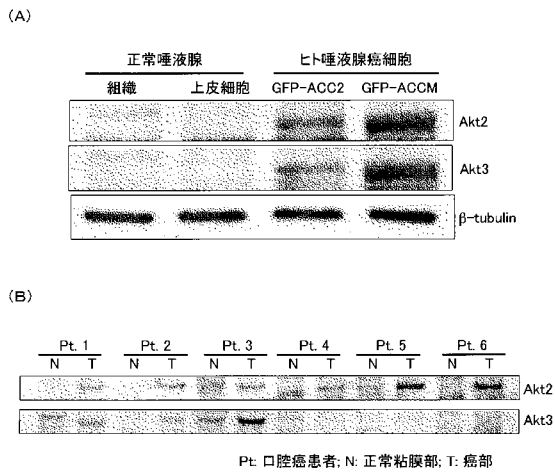 (A)
正常唾液腺 ヒト唾液腺癌細胞
組織 上皮細胞 GFP-ACC2 GFP-ACCM
Akt2
Akt3
β-tubulin
(B)
Pt. 1 Pt. 2 Pt. 3 Pt. 4 Pt. 5 Pt. 6
N T N T N T N T N T N T
Akt2
Akt3
Pt: 口腔癌患者; N: 正常粘膜部; T: 癌部